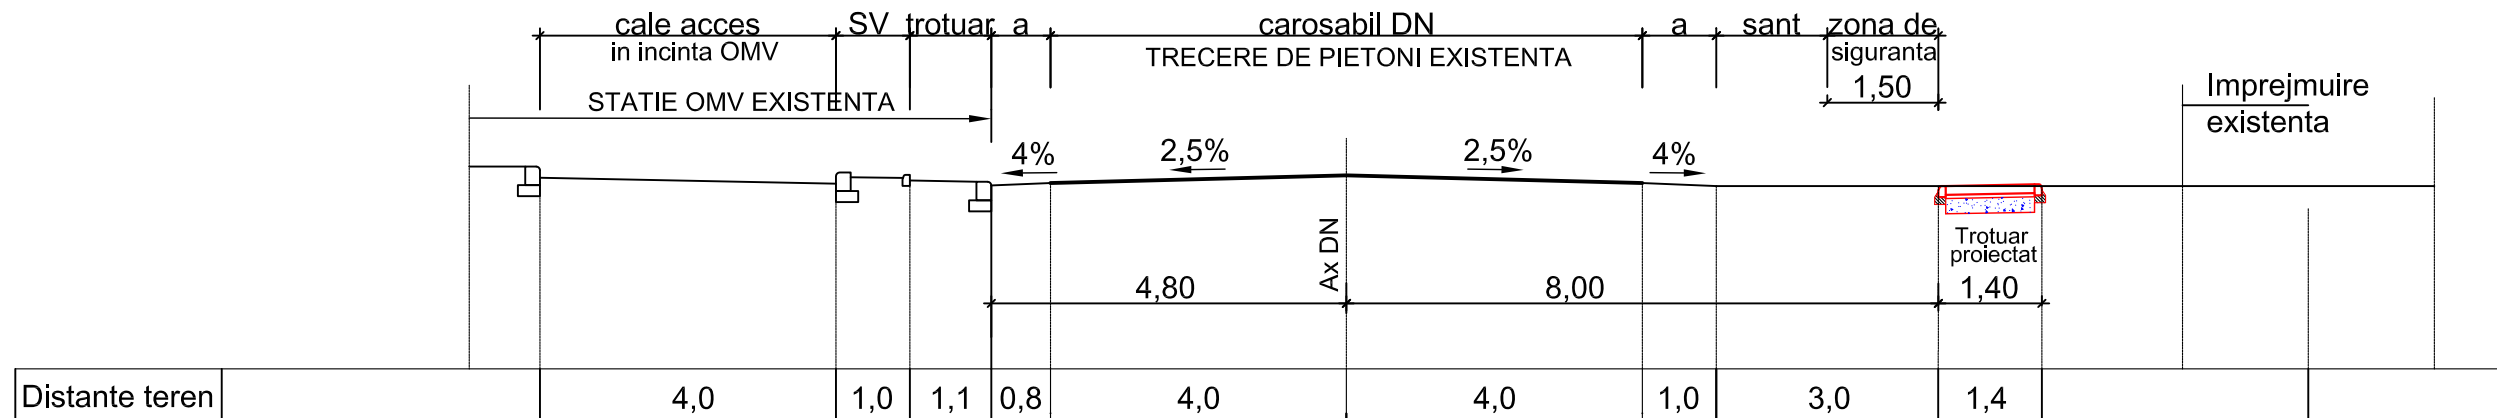 cale acces SV trotuar a carosabil DN a sant zona de
in incinta OMV TRECERE DE PIETONI EXISTENTA siguranta
1,50
STATIE OMV EXISTENTA
Imprejmuire
existenta
4% 2,5% 2,5% 4%
Ax DN
Trotuar
proiectat
4,80 8,00 1,40
Distante teren 4,0 1,0 1,1 0,8 4,0 4,0 1,0 3,0 1,4